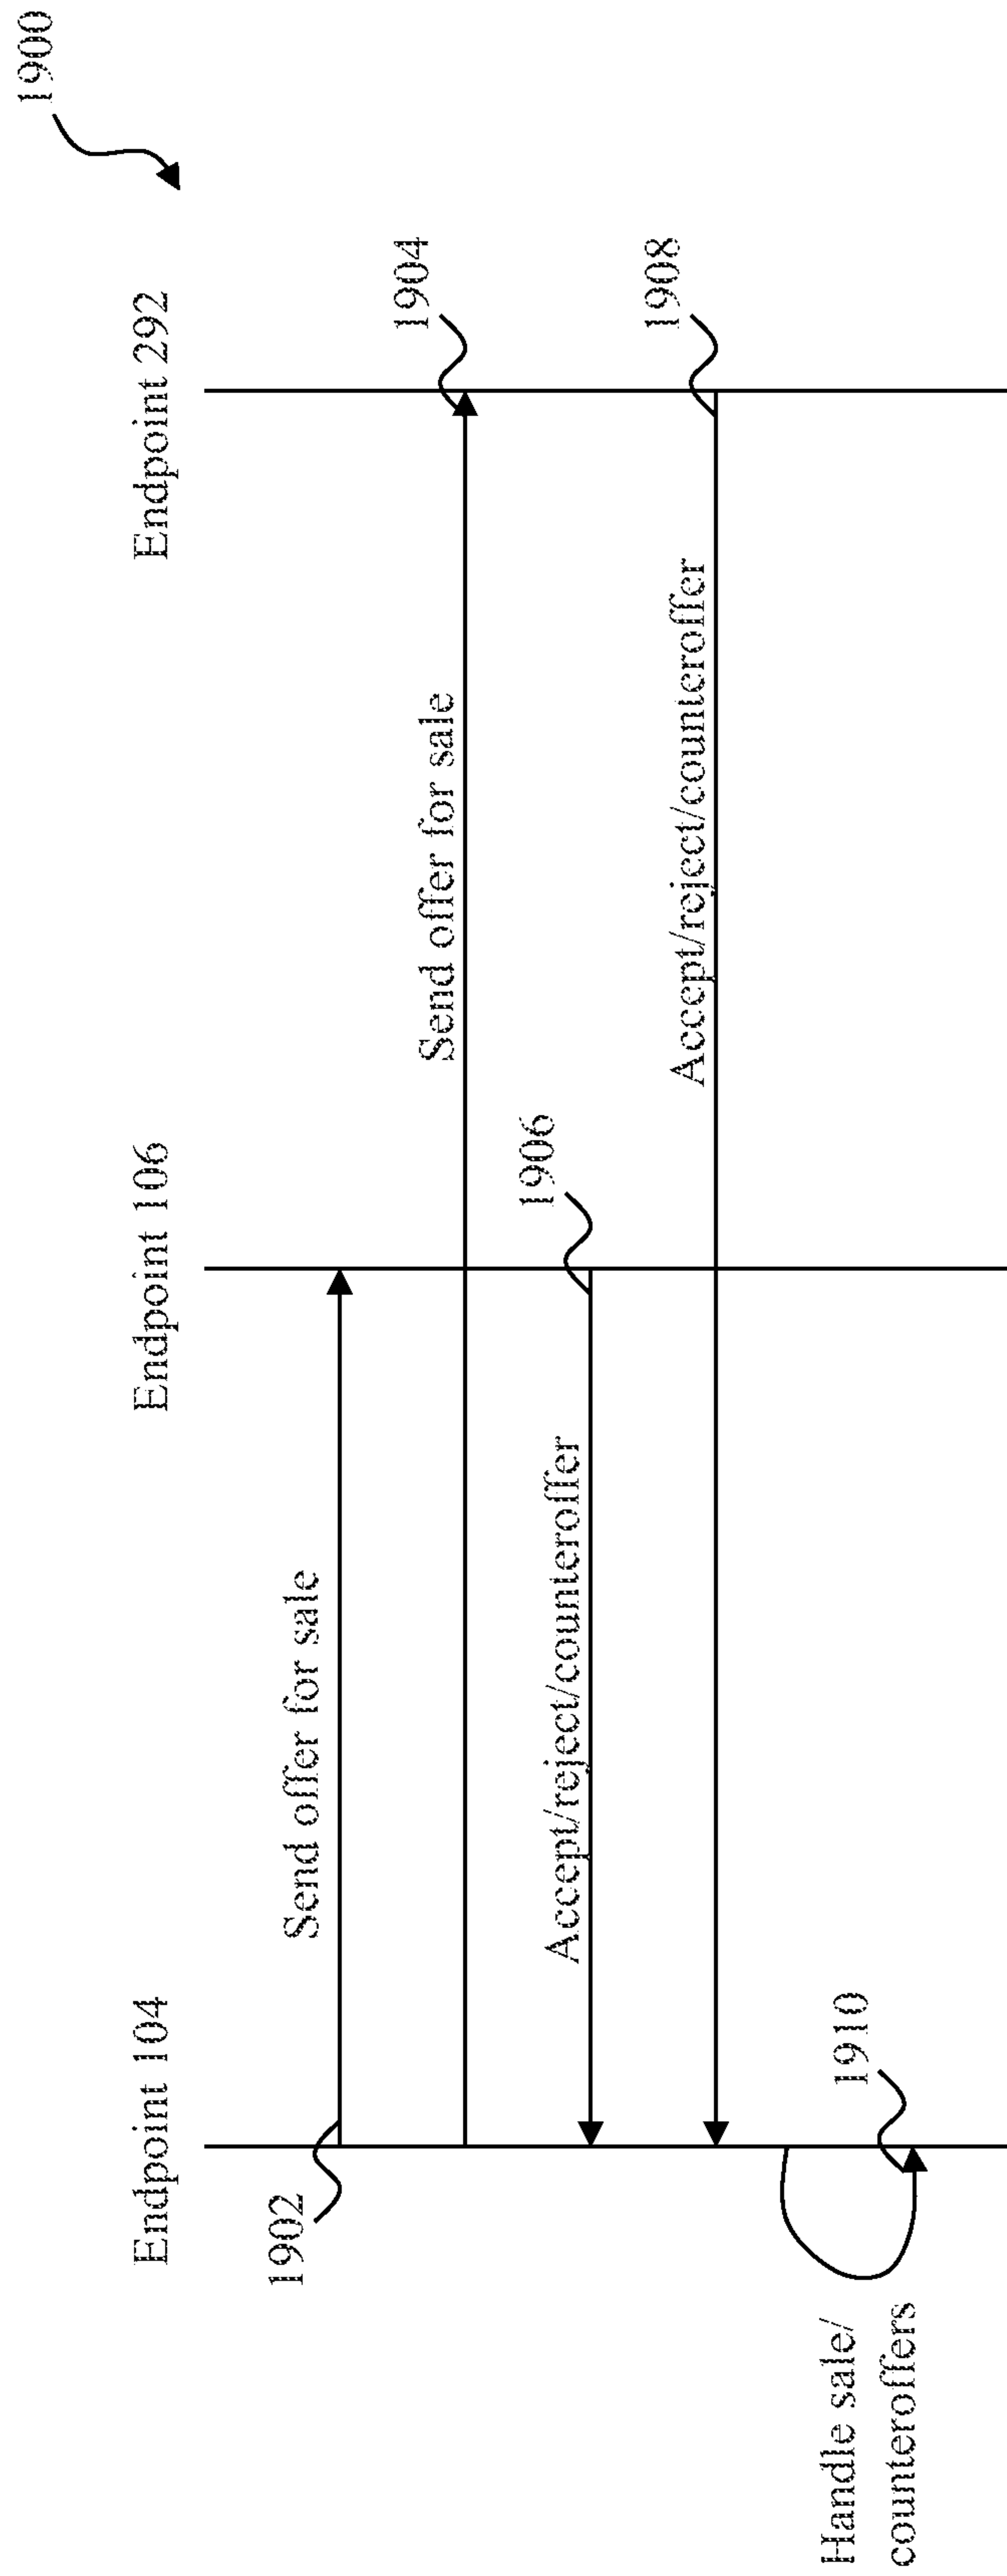 1900
Endpoint 104
Endpoint 106
Endpoint 292
1902
Send offer for sale
Send offer for sale
1904
Accept/reject/counteroffer
1906
Accept/reject/counteroffer
1908
Handle sale/
counteroffers
1910